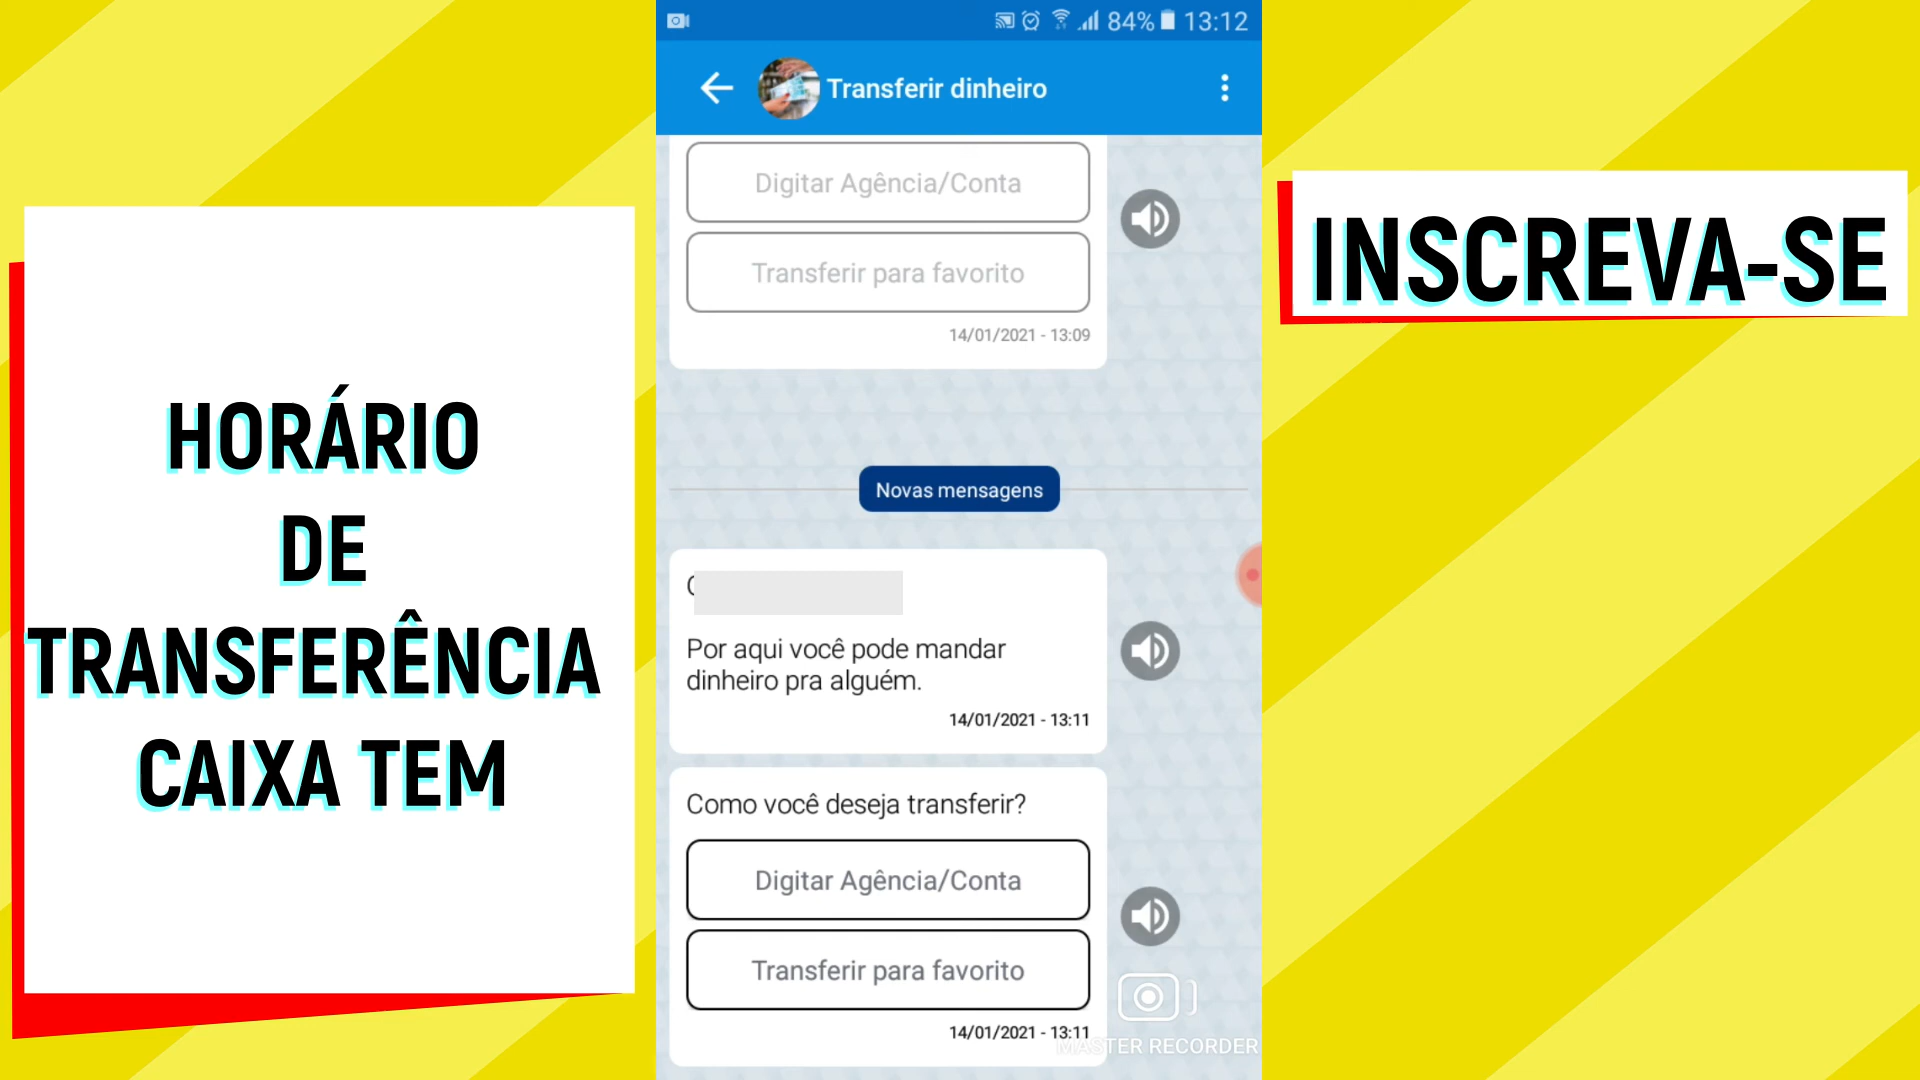 HORÁRIO
DE
TRANSFERÊNCIA
CAIXA TEM
84% 13:12
Transferir dinheiro
Digitar Agência/Conta
Transferir para favorito
14/01/2021 - 13:09
Novas mensagens
Por aqui você pode mandar
dinheiro pra alguém.
14/01/2021 - 13:11
Como você deseja transferir?
Digitar Agência/Conta
Transferir para favorito
14/01/2021 - 13:11
MASTER RECORDER
INSCREVA-SE